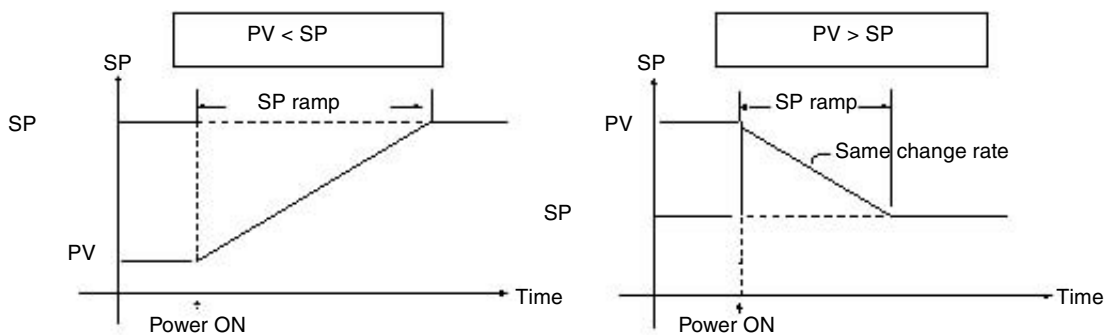 PV < SP
SP
SP ramp
SP
PV
Time
Power ON
PV > SP
SP
SP ramp
PV
Same change rate
SP
Time
Power ON